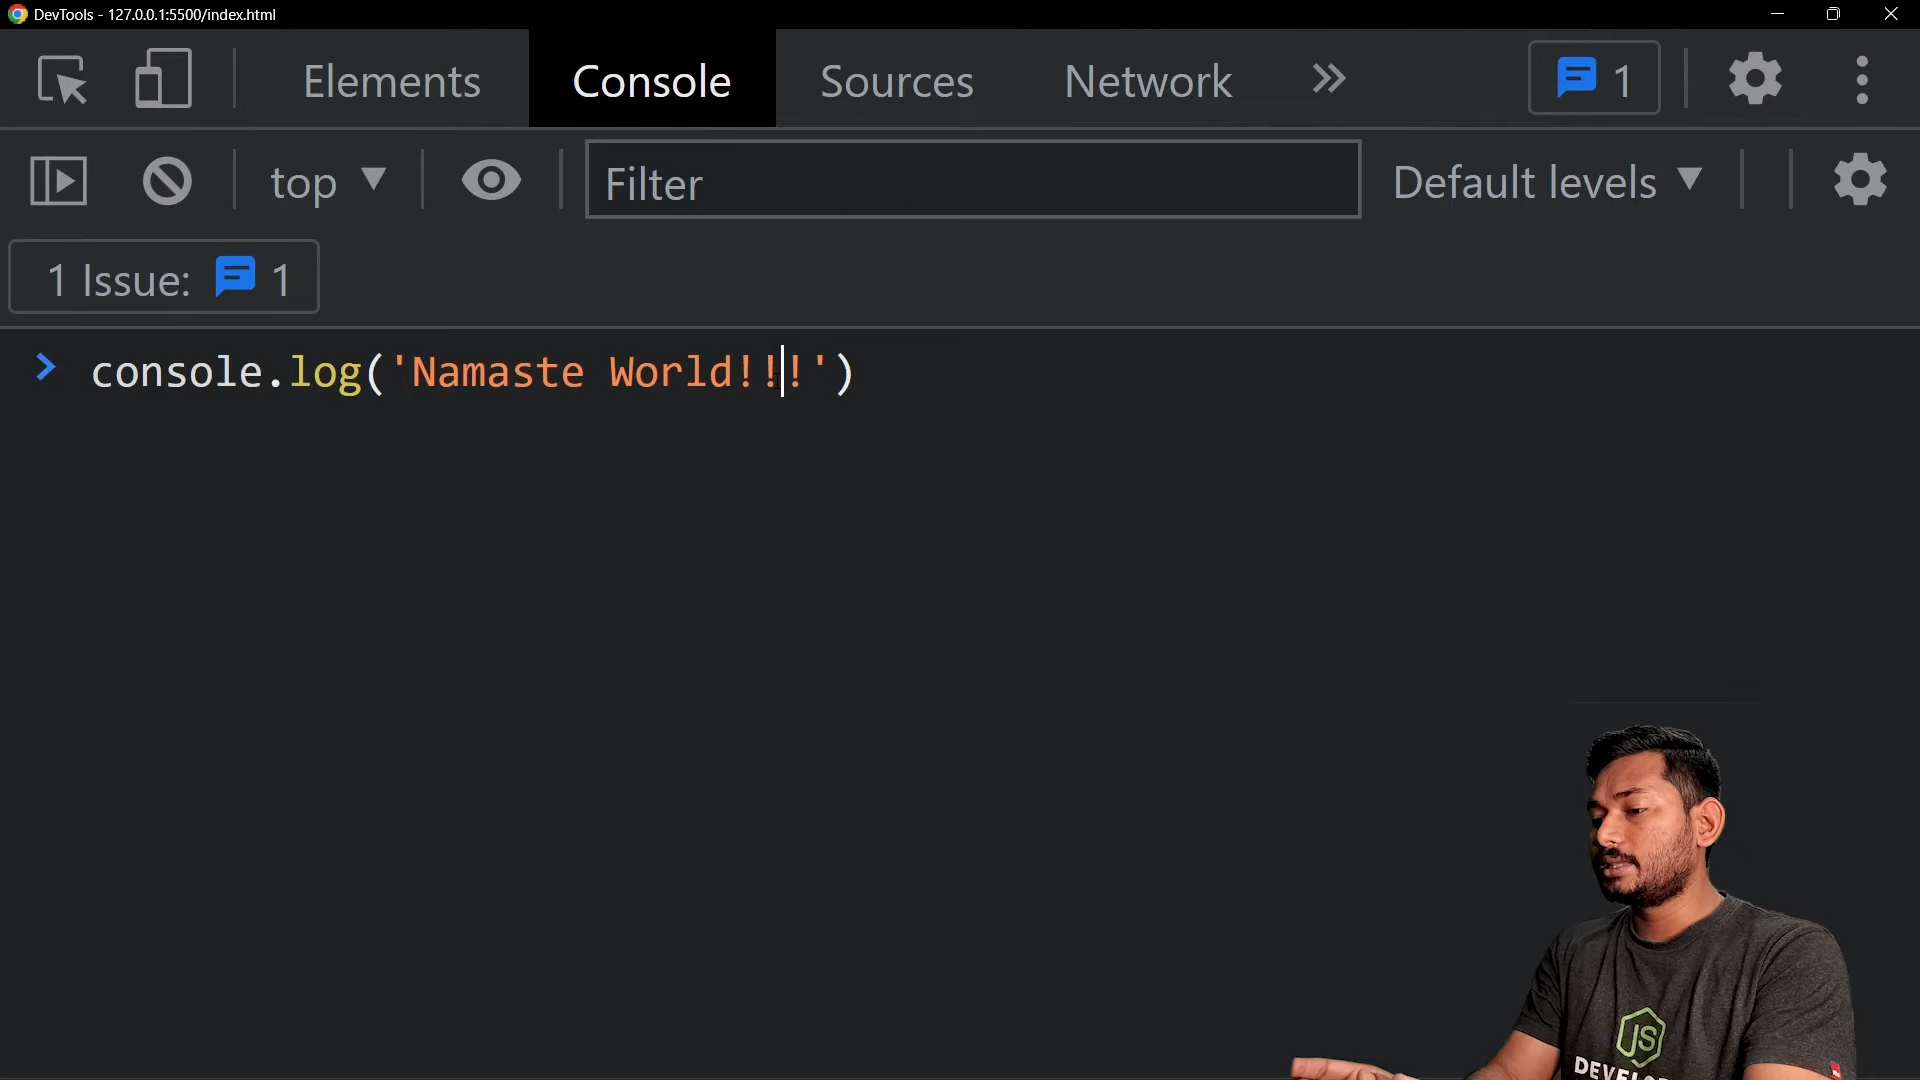 DevTools - 127.0.0.1:5500/index.html
Elements Console Sources Network 1
top Filter Default levels
1 Issue: 1
console.log('Namaste World!!!')
JS